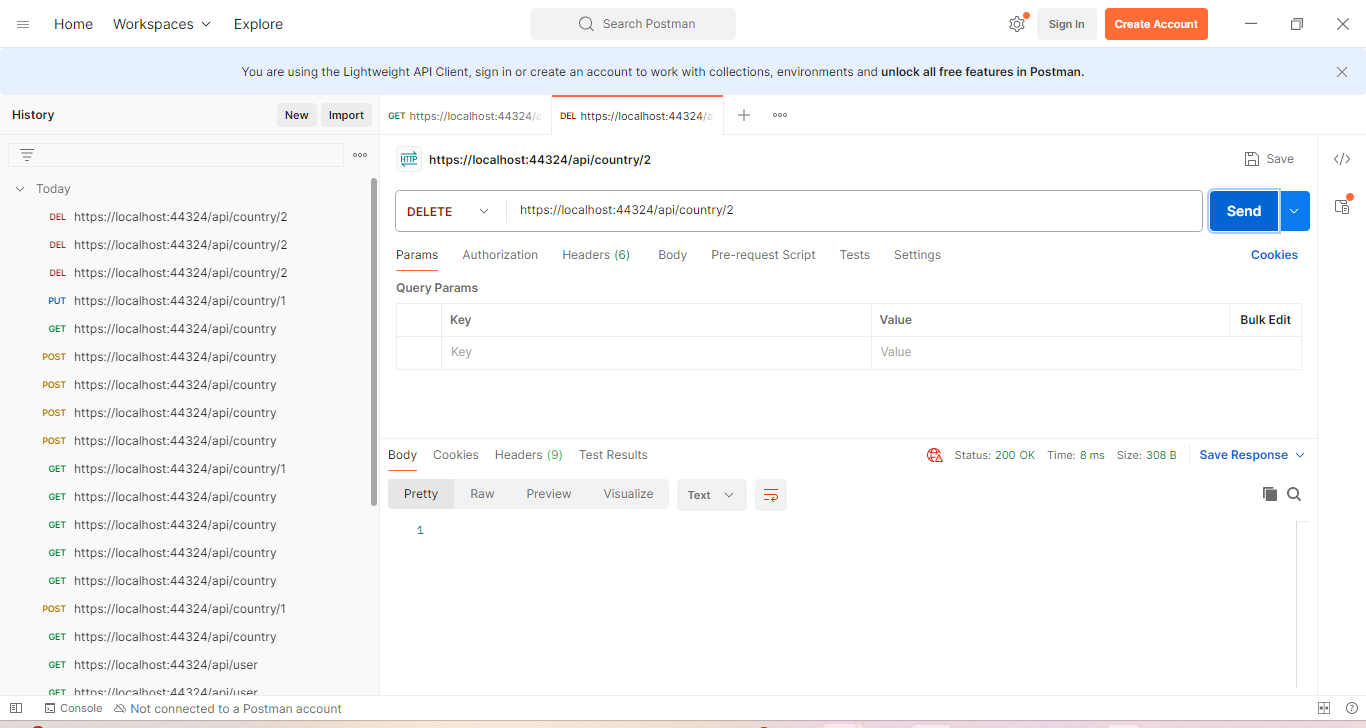 Home Workspaces Explore Search Postman Sign In Create Account
You are using the Lightweight API Client, sign in or create an account to work with collections, environments and unlock all free features in Postman.
History New Import
GET https://localhost:44324/a DEL https://localhost:44324/a
HTTP https://localhost:44324/api/country/2 Save
Today
DEL https://localhost:44324/api/country/2
DEL https://localhost:44324/api/country/2
DEL https://localhost:44324/api/country/2
PUT https://localhost:44324/api/country/1
GET https://localhost:44324/api/country
POST https://localhost:44324/api/country
POST https://localhost:44324/api/country
POST https://localhost:44324/api/country
POST https://localhost:44324/api/country
GET https://localhost:44324/api/country/1
GET https://localhost:44324/api/country
GET https://localhost:44324/api/country
GET https://localhost:44324/api/country
GET https://localhost:44324/api/country
POST https://localhost:44324/api/country/1
GET https://localhost:44324/api/country
GET https://localhost:44324/api/user
GET https://localhost:44324/api/user
DELETE https://localhost:44324/api/country/2 Send
Params Authorization Headers (6) Body Pre-request Script Tests Settings Cookies
Query Params
Key Value Bulk Edit
Key Value
Body Cookies Headers (9) Test Results Status: 200 OK Time: 8 ms Size: 308 B Save Response
Pretty Raw Preview Visualize Text
1
Console Not connected to a Postman account